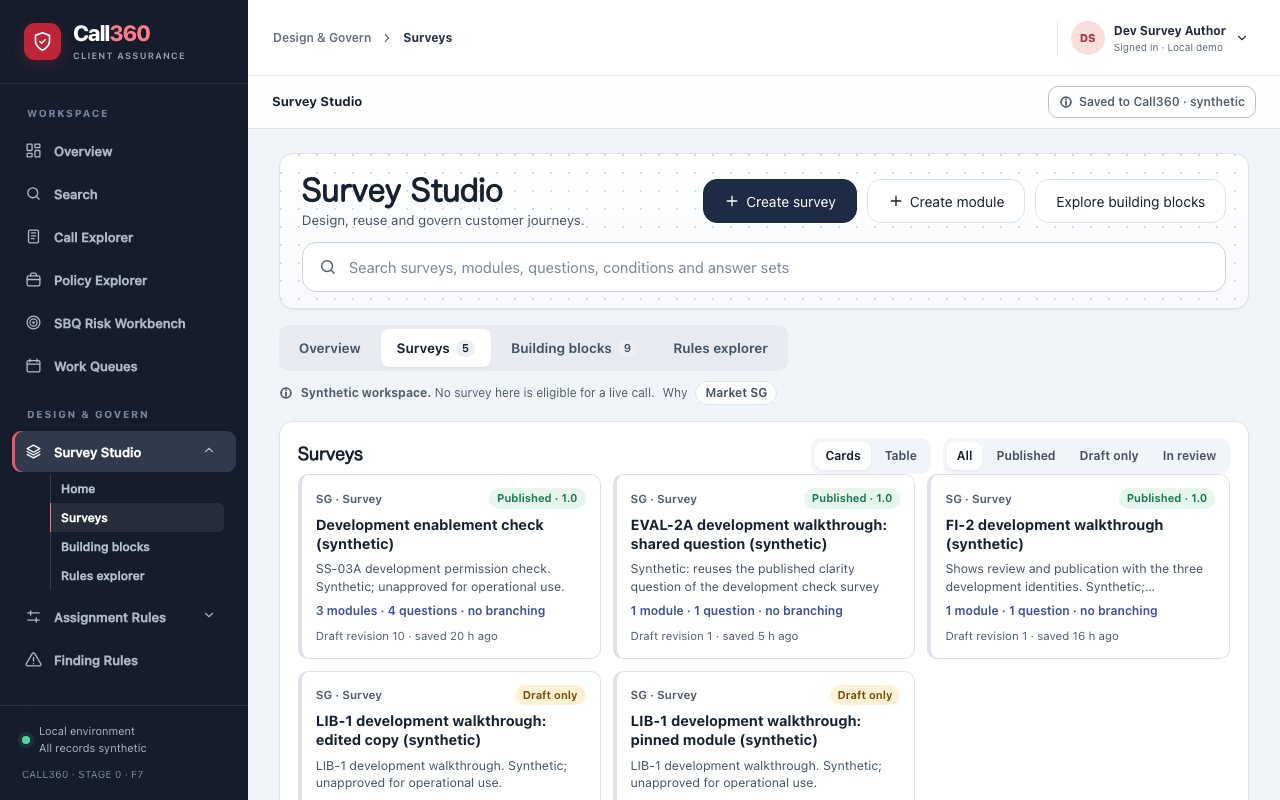 Call360
CLIENT ASSURANCE
WORKSPACE
Overview
Search
Call Explorer
Policy Explorer
SBQ Risk Workbench
Work Queues
DESIGN & GOVERN
Survey Studio
Home
Surveys
Building blocks
Rules explorer
Assignment Rules
Finding Rules
Local environment
All records synthetic
CALL360 · STAGE 0 · F7
Design & Govern > Surveys
DS
Dev Survey Author
Signed in · Local demo
Survey Studio
Saved to Call360 · synthetic
Survey Studio
Design, reuse and govern customer journeys.
+ Create survey
+ Create module
Explore building blocks
Search surveys, modules, questions, conditions and answer sets
Overview
Surveys 5
Building blocks 9
Rules explorer
Synthetic workspace. No survey here is eligible for a live call. Why
Market SG
Surveys
Cards
Table
All
Published
Draft only
In review
SG · Survey
Published · 1.0
Development enablement check
(synthetic)
SS-03A development permission check.
Synthetic; unapproved for operational use.
3 modules · 4 questions · no branching
Draft revision 10 · saved 20 h ago
SG · Survey
Published · 1.0
EVAL-2A development walkthrough:
shared question (synthetic)
Synthetic: reuses the published clarity
question of the development check survey
1 module · 1 question · no branching
Draft revision 1 · saved 5 h ago
SG · Survey
Published · 1.0
FI-2 development walkthrough
(synthetic)
Shows review and publication with the three
development identities. Synthetic;...
1 module · 1 question · no branching
Draft revision 1 · saved 16 h ago
SG · Survey
Draft only
LIB-1 development walkthrough:
edited copy (synthetic)
LIB-1 development walkthrough. Synthetic;
unapproved for operational use.
SG · Survey
Draft only
LIB-1 development walkthrough:
pinned module (synthetic)
LIB-1 development walkthrough. Synthetic;
unapproved for operational use.